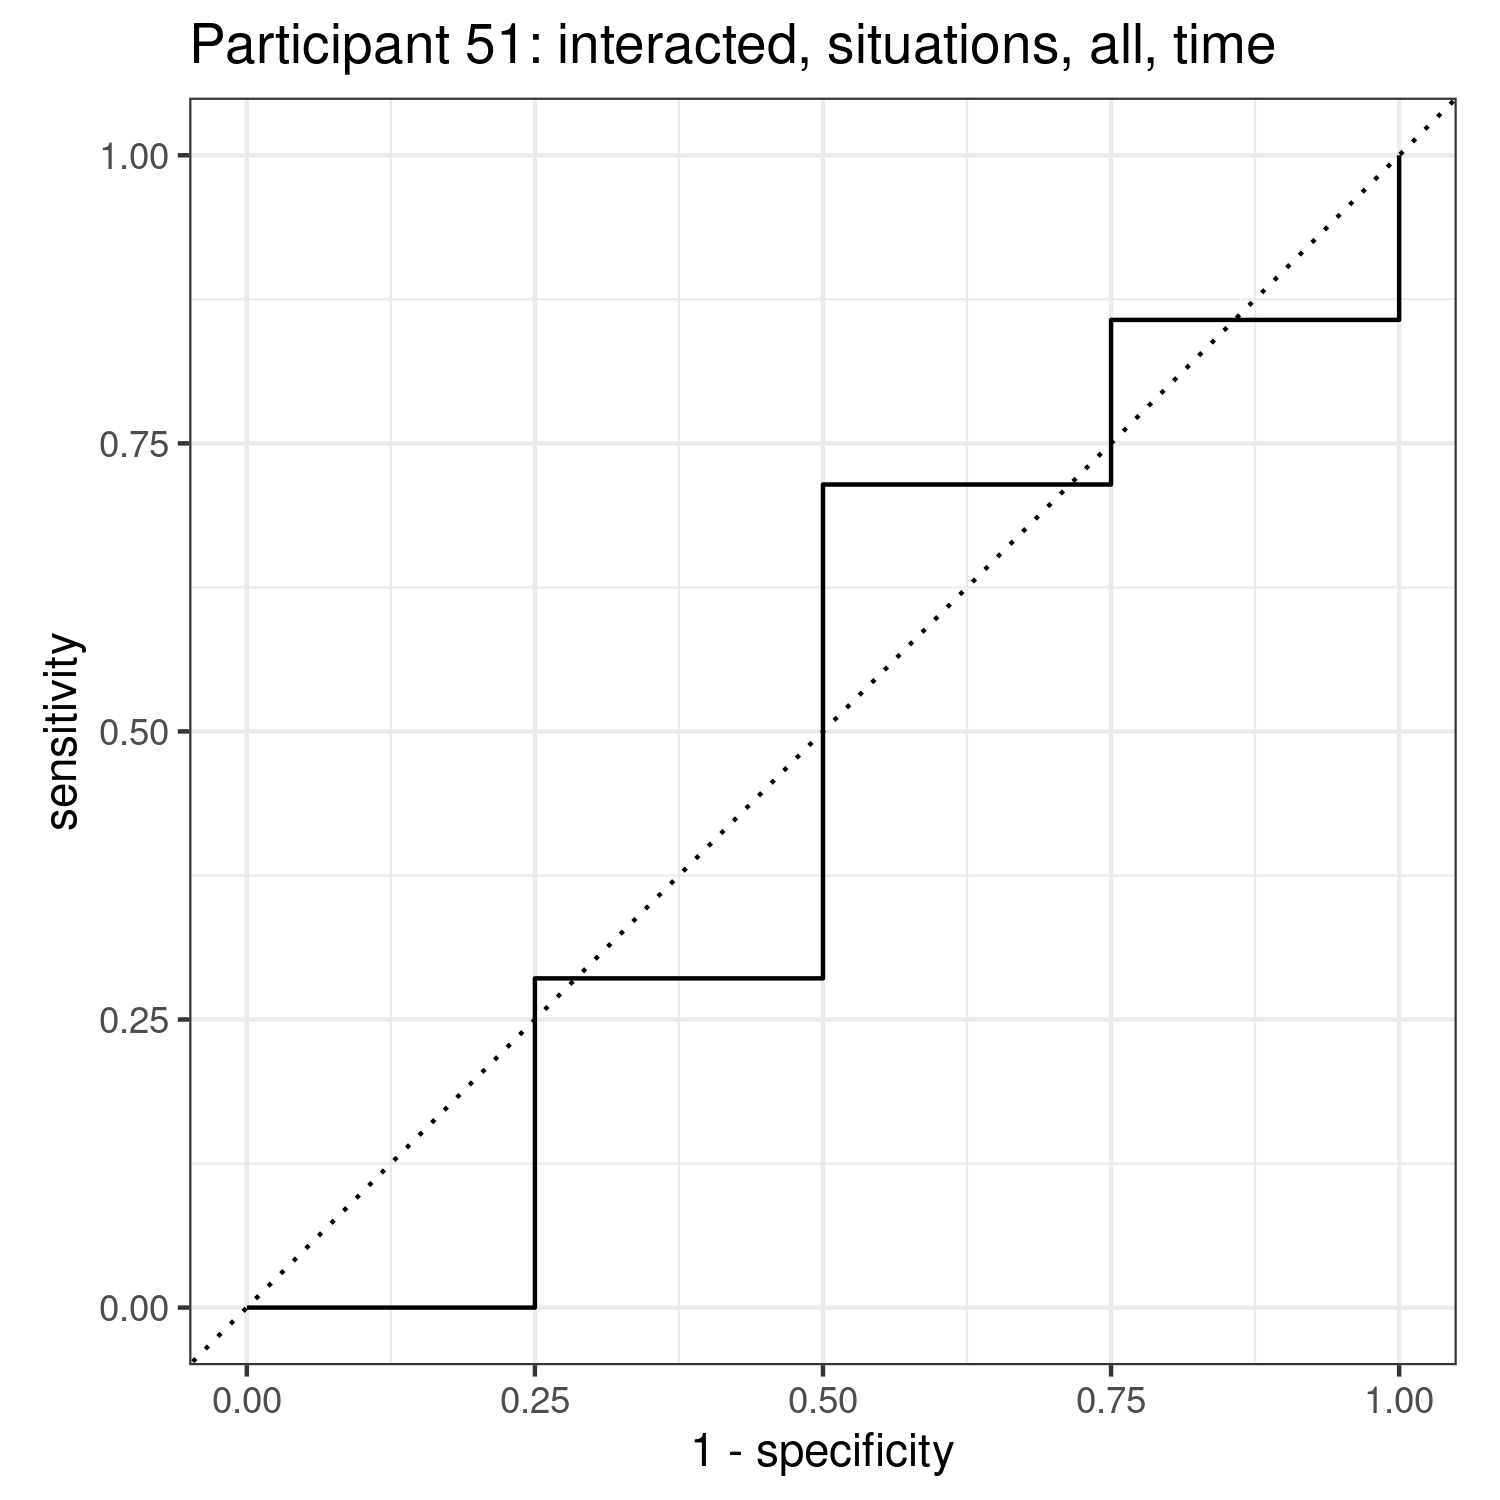 Participant 51: interacted, situations, all, time
1.00
0.75
0.50
0.25
0.00
sensitivity
0.00 0.25 0.50 0.75 1.00
1 - specificity